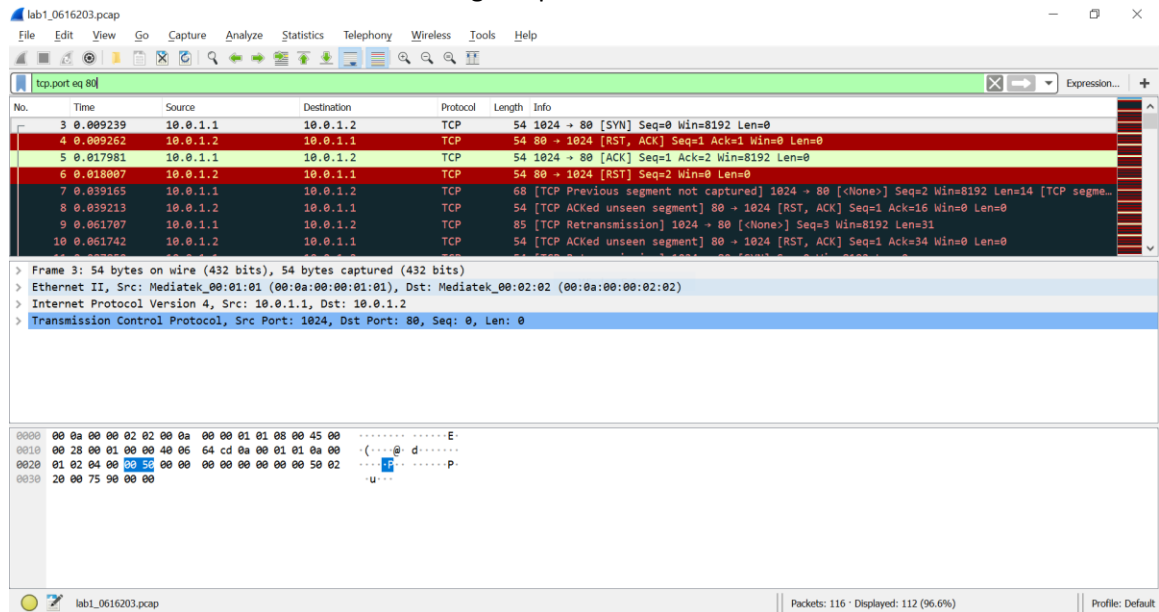 lab1_0616203.pcap
File Edit View Go Capture Analyze Statistics Telephony Wireless Tools Help
tcp.port eq 80 Expression... +
No. Time Source Destination Protocol Length Info
3 0.009239 10.0.1.1 10.0.1.2 TCP 54 1024 → 80 [SYN] Seq=0 Win=8192 Len=0
4 0.009262 10.0.1.2 10.0.1.1 TCP 54 80 → 1024 [RST, ACK] Seq=1 Ack=1 Win=0 Len=0
5 0.017981 10.0.1.1 10.0.1.2 TCP 54 1024 → 80 [ACK] Seq=1 Ack=2 Win=8192 Len=0
6 0.018007 10.0.1.2 10.0.1.1 TCP 54 80 → 1024 [RST] Seq=2 Win=0 Len=0
7 0.039165 10.0.1.1 10.0.1.2 TCP 68 [TCP Previous segment not captured] 1024 → 80 [<None>] Seq=2 Win=8192 Len=14 [TCP segme…
8 0.039213 10.0.1.2 10.0.1.1 TCP 54 [TCP ACKed unseen segment] 80 → 1024 [RST, ACK] Seq=1 Ack=16 Win=0 Len=0
9 0.061707 10.0.1.1 10.0.1.2 TCP 85 [TCP Retransmission] 1024 → 80 [<None>] Seq=3 Win=8192 Len=31
10 0.061742 10.0.1.2 10.0.1.1 TCP 54 [TCP ACKed unseen segment] 80 → 1024 [RST, ACK] Seq=1 Ack=34 Win=0 Len=0
> Frame 3: 54 bytes on wire (432 bits), 54 bytes captured (432 bits)
> Ethernet II, Src: Mediatek_00:01:01 (00:0a:00:00:01:01), Dst: Mediatek_00:02:02 (00:0a:00:00:02:02)
> Internet Protocol Version 4, Src: 10.0.1.1, Dst: 10.0.1.2
> Transmission Control Protocol, Src Port: 1024, Dst Port: 80, Seq: 0, Len: 0
0000 00 0a 00 00 02 02 00 0a 00 00 01 01 08 00 45 00 ········ ······E·
0010 00 28 00 01 00 00 40 06 64 cd 0a 00 01 01 0a 00 ·(····@· d·······
0020 01 02 04 00 00 50 00 00 00 00 00 00 00 00 50 02 ·····P·· ······P·
0030 20 00 75 90 00 00 ·u···
lab1_0616203.pcap Packets: 116 · Displayed: 112 (96.6%) Profile: Default